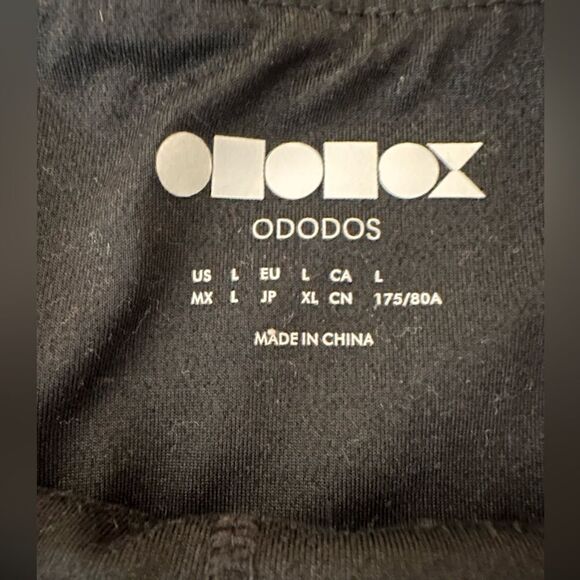 ODODOS
US L EU L CA L
MX L JP XL CN 175/80A
MADE IN CHINA